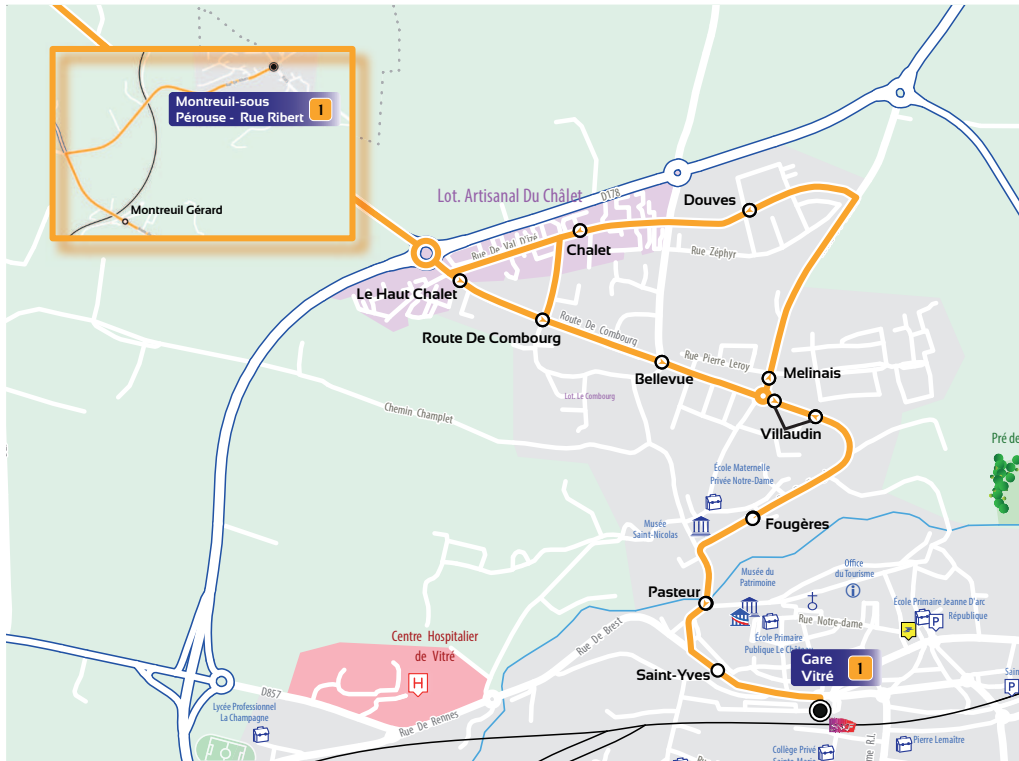 Montreuil-sous
Pérouse - Rue Ribert
1
Montreuil Gérard
Lot. Artisanal Du Châlet
D178
Douves
Rue De Val D'izé
Chalet
Rue Zéphyr
Le Haut Chalet
Route De Combourg
Route De Combourg
Rue Pierre Leroy
Bellevue
Melinais
Lot. Le Combourg
Chemin Champlet
Villaudin
Pré de
École Maternelle
Privée Notre-Dame
Musée
Saint-Nicolas
Fougères
Office
du Tourisme
i
Musée du
Patrimoine
Pasteur
École Primaire Jeanne D'arc
République
P
Rue Notre-dame
École Primaire
Publique Le Château
Rue De Brest
Centre Hospitalier
de Vitré
H
Saint-Yves
Gare
Vitré
1
P
D857
Lycée Professionnel
La Champagne
Rue De Rennes
Pierre Lemaître
Collège Privé